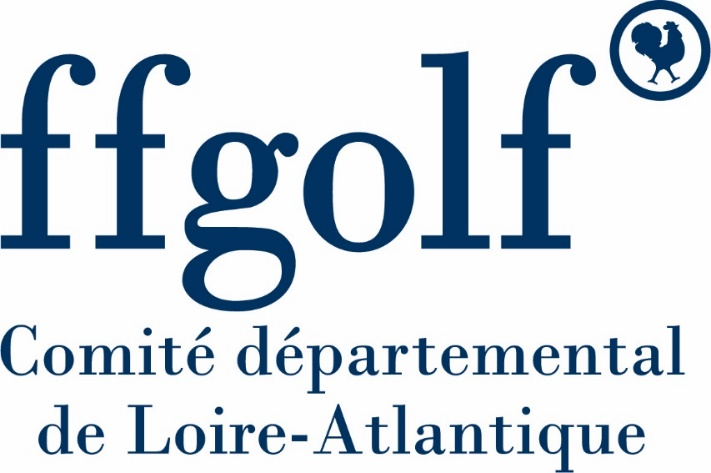 ffgolf
Comité départemental
de Loire-Atlantique